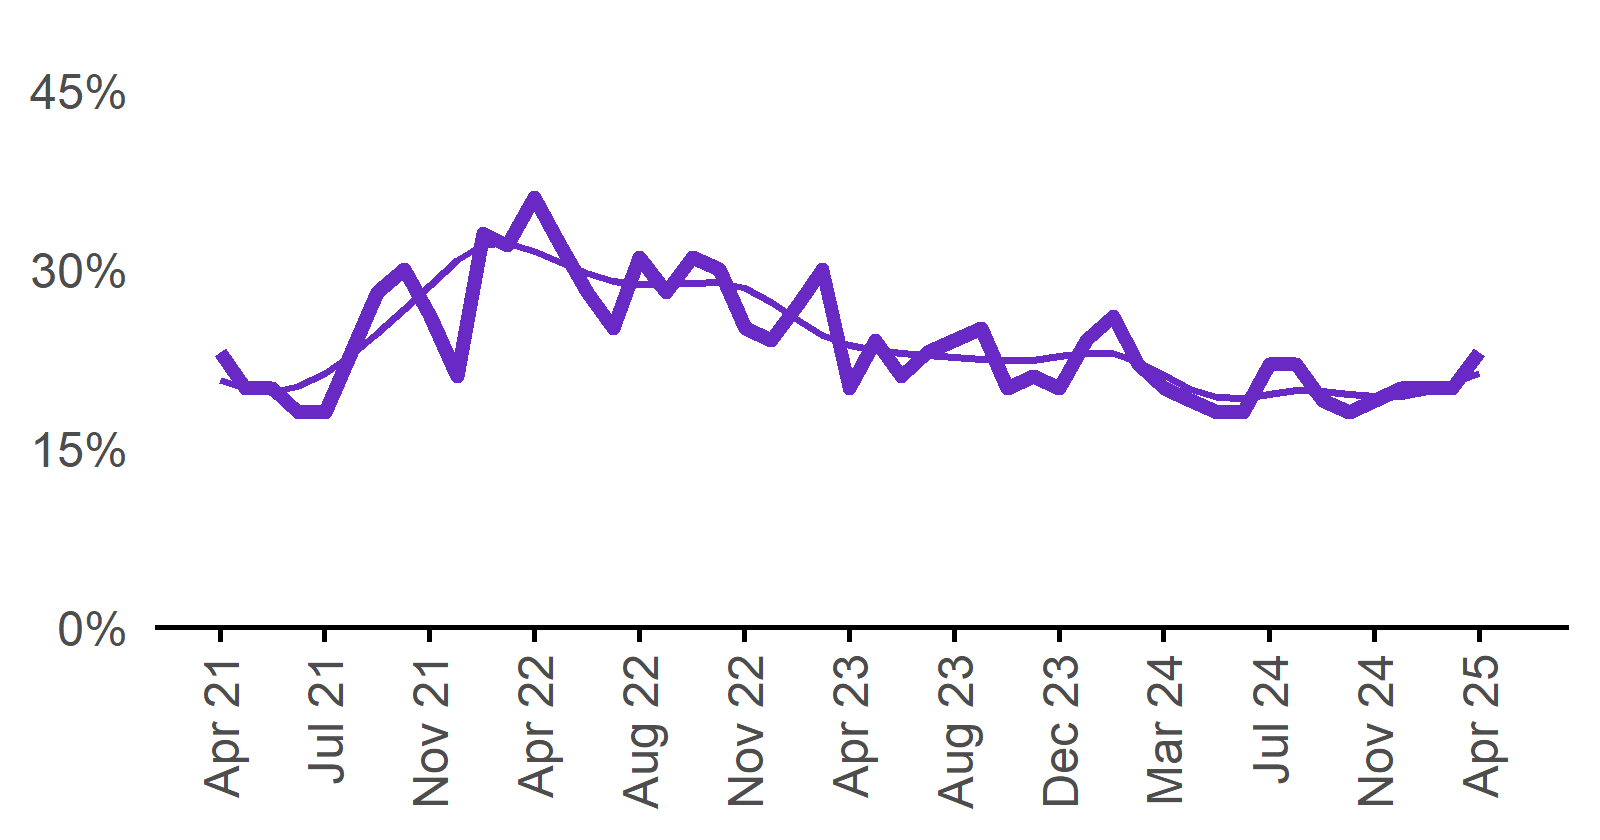 45%
30%
15%
0%
Apr 21
Jul 21
Nov 21
Apr 22
Aug 22
Nov 22
Apr 23
Aug 23
Dec 23
Mar 24
Jul 24
Nov 24
Apr 25